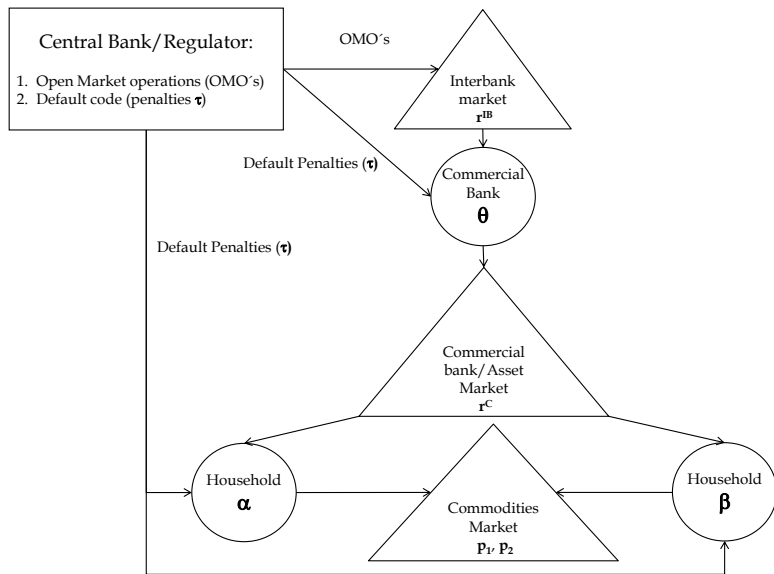 Central Bank/Regulator:
1. Open Market operations (OMO´s)
2. Default code (penalties τ)
OMO´s
Interbank
market
r^IB
Default Penalties (τ)
Commercial
Bank
θ
Default Penalties (τ)
Commercial
bank/Asset
Market
r^C
Household
α
Commodities
Market
p₁, p₂
Household
β